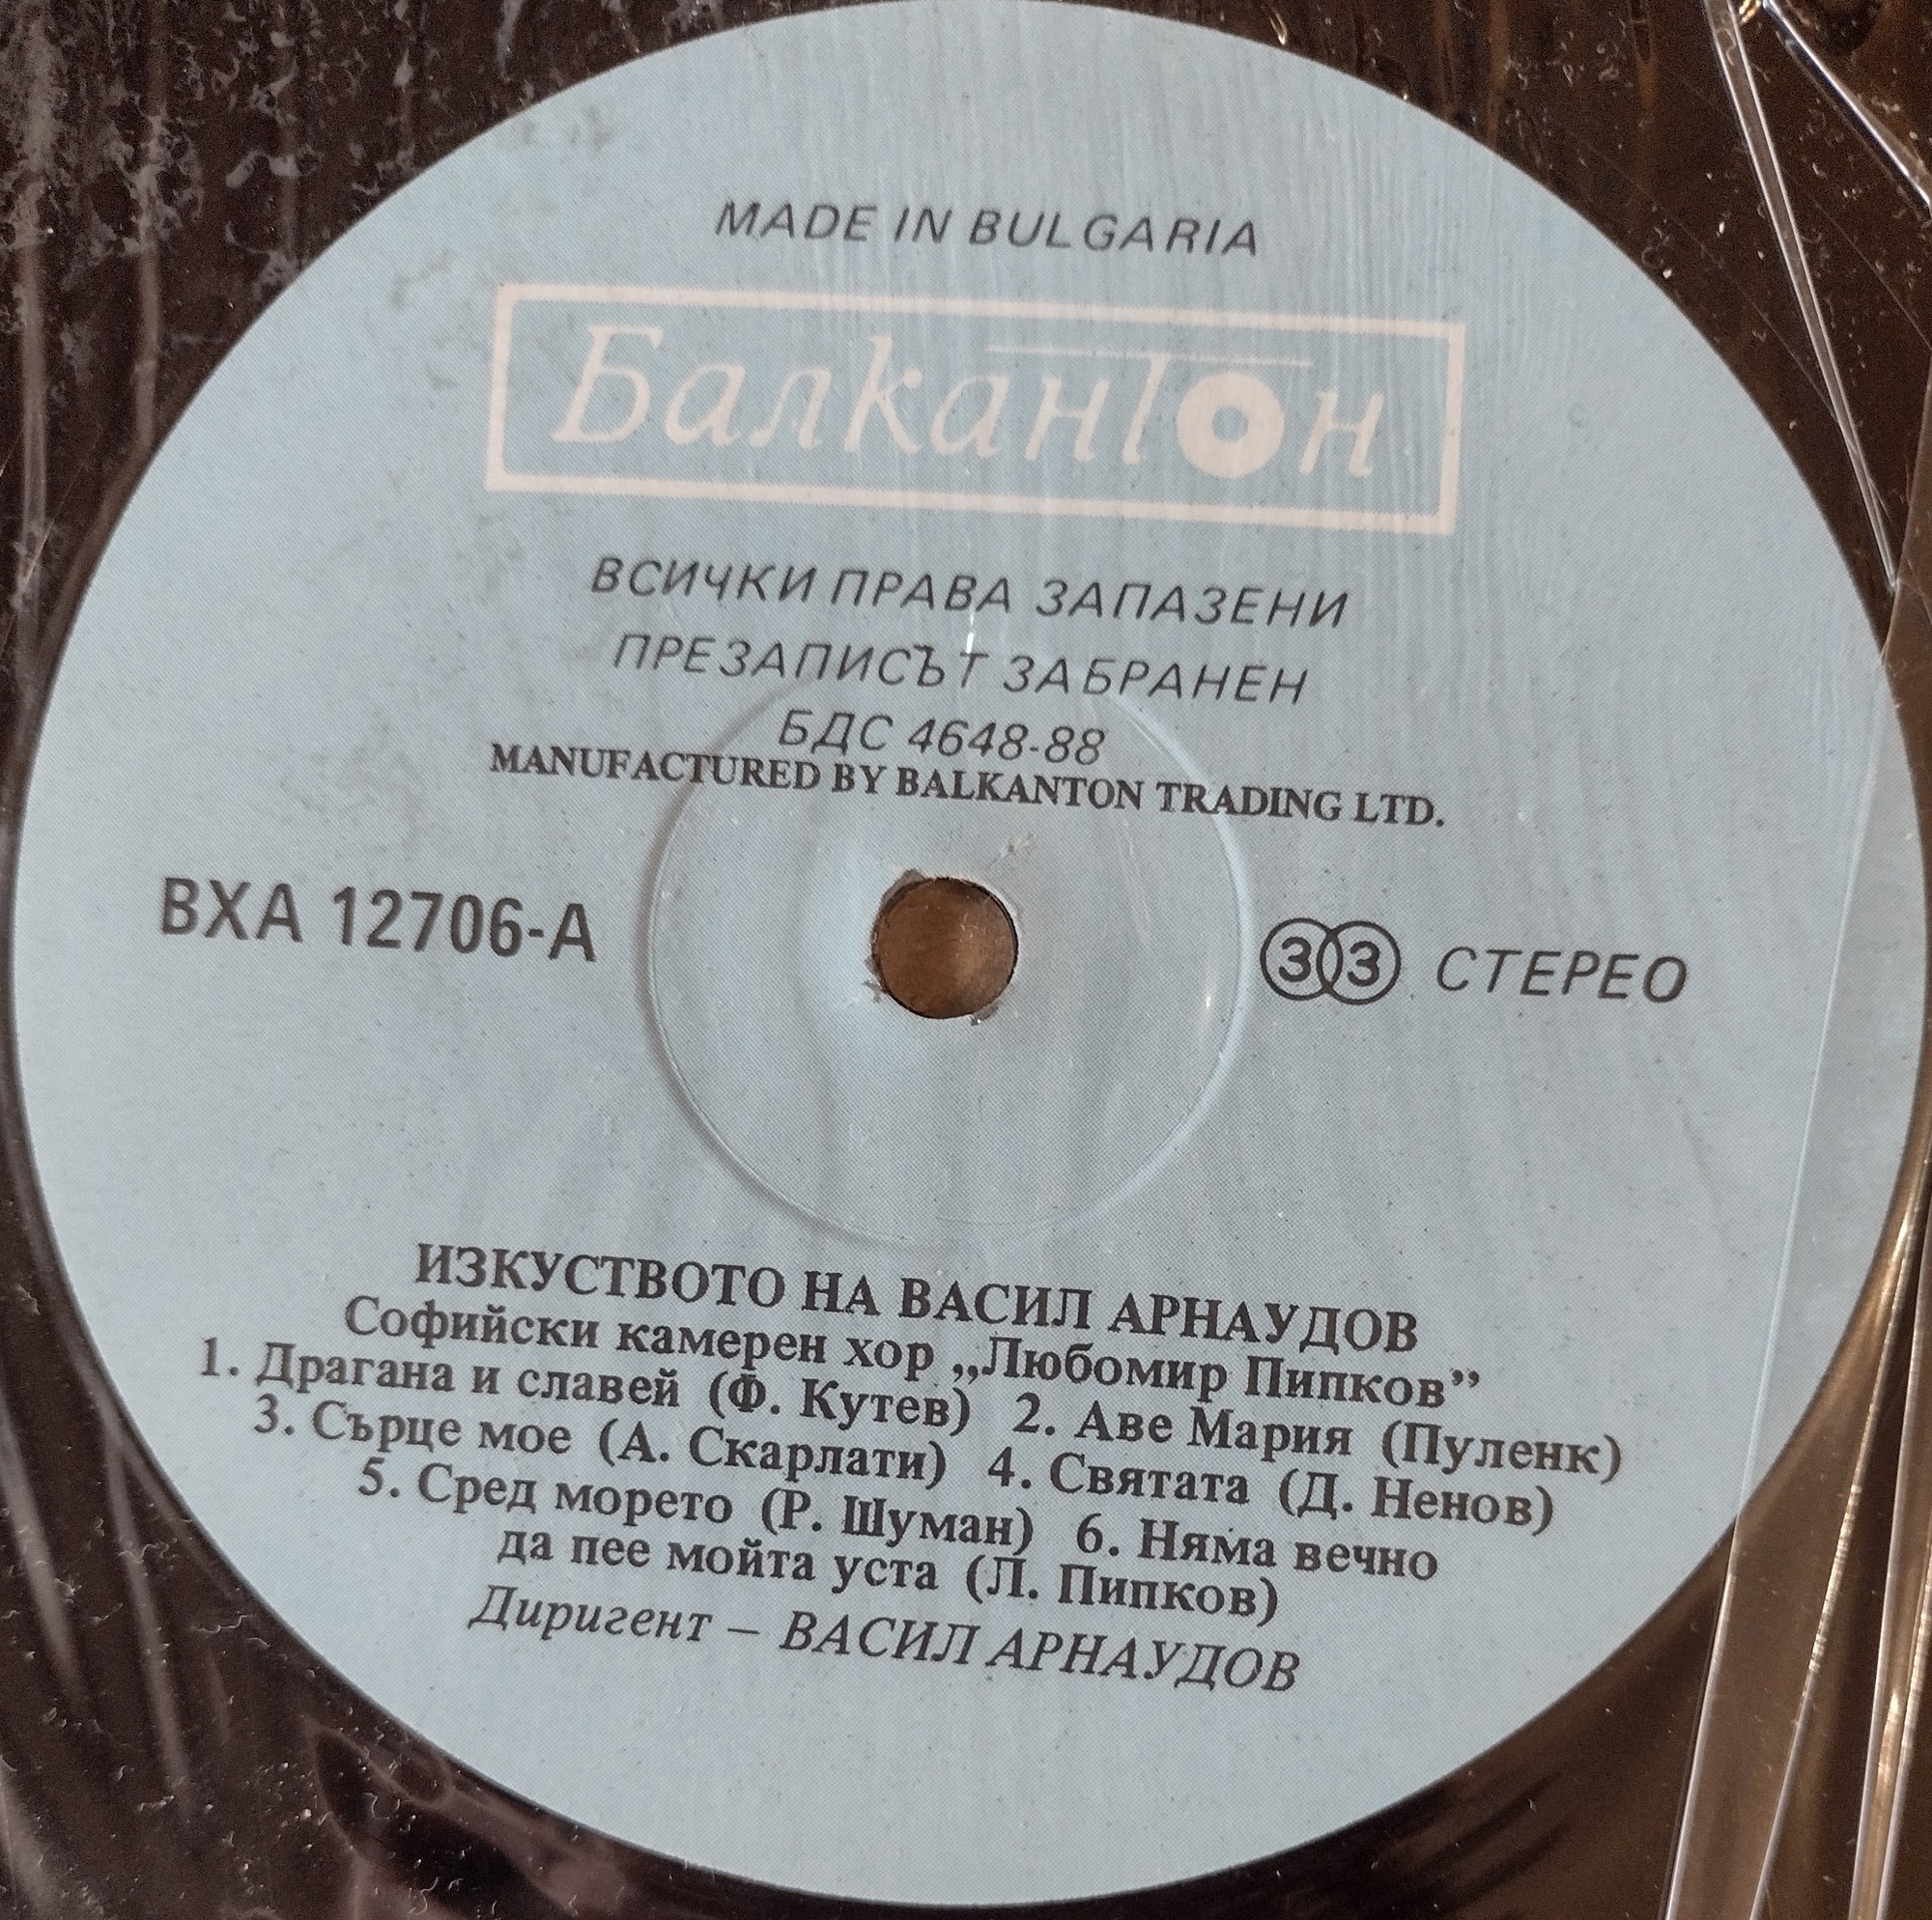 MADE IN BULGARIA
Балкантон
ВСИЧКИ ПРАВА ЗАПАЗЕНИ
ПРЕЗАПИСЪТ ЗАБРАНЕН
БДС 4648-88
MANUFACTURED BY BALKANTON TRADING LTD.
ВХА 12706-А
33 СТЕРЕО
ИЗКУСТВОТО НА ВАСИЛ АРНАУДОВ
Софийски камерен хор „Любомир Пипков”
1. Драгана и славей (Ф. Кутев) 2. Аве Мария (Пуленк)
3. Сърце мое (А. Скарлати) 4. Святата (Д. Ненов)
5. Сред морето (Р. Шуман) 6. Няма вечно
да пее мойта уста (Л. Пипков)
Диригент – ВАСИЛ АРНАУДОВ